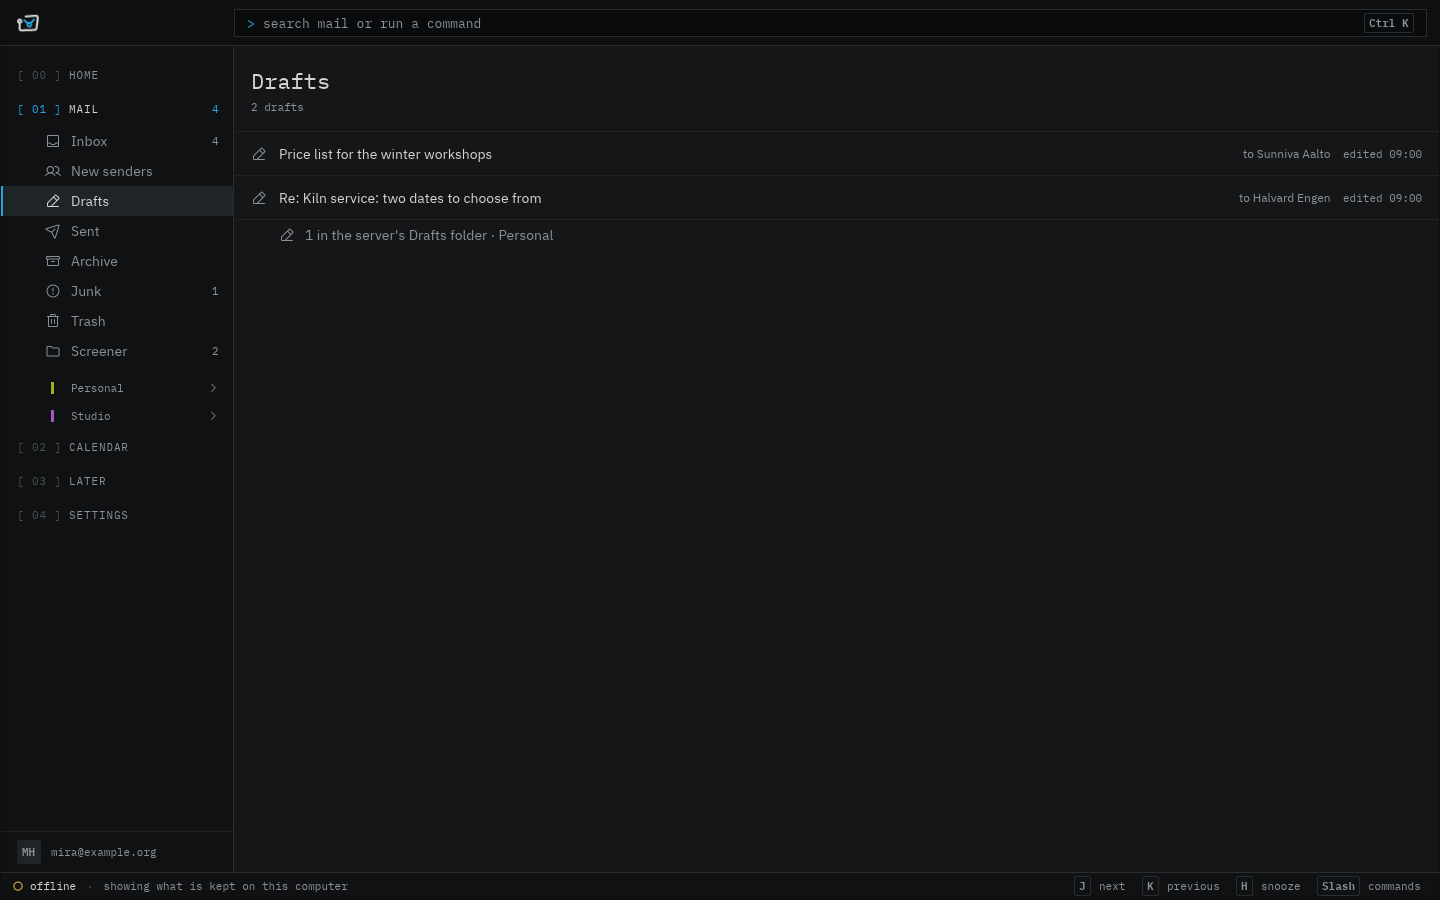 > search mail or run a command Ctrl K
[ 00 ] HOME
[ 01 ] MAIL 4
Inbox 4
New senders
Drafts
Sent
Archive
Junk 1
Trash
Screener 2
Personal
Studio
[ 02 ] CALENDAR
[ 03 ] LATER
[ 04 ] SETTINGS
MH mira@example.org
Drafts
2 drafts
Price list for the winter workshops to Sunniva Aalto edited 09:00
Re: Kiln service: two dates to choose from to Halvard Engen edited 09:00
1 in the server's Drafts folder · Personal
offline · showing what is kept on this computer J next K previous H snooze Slash commands